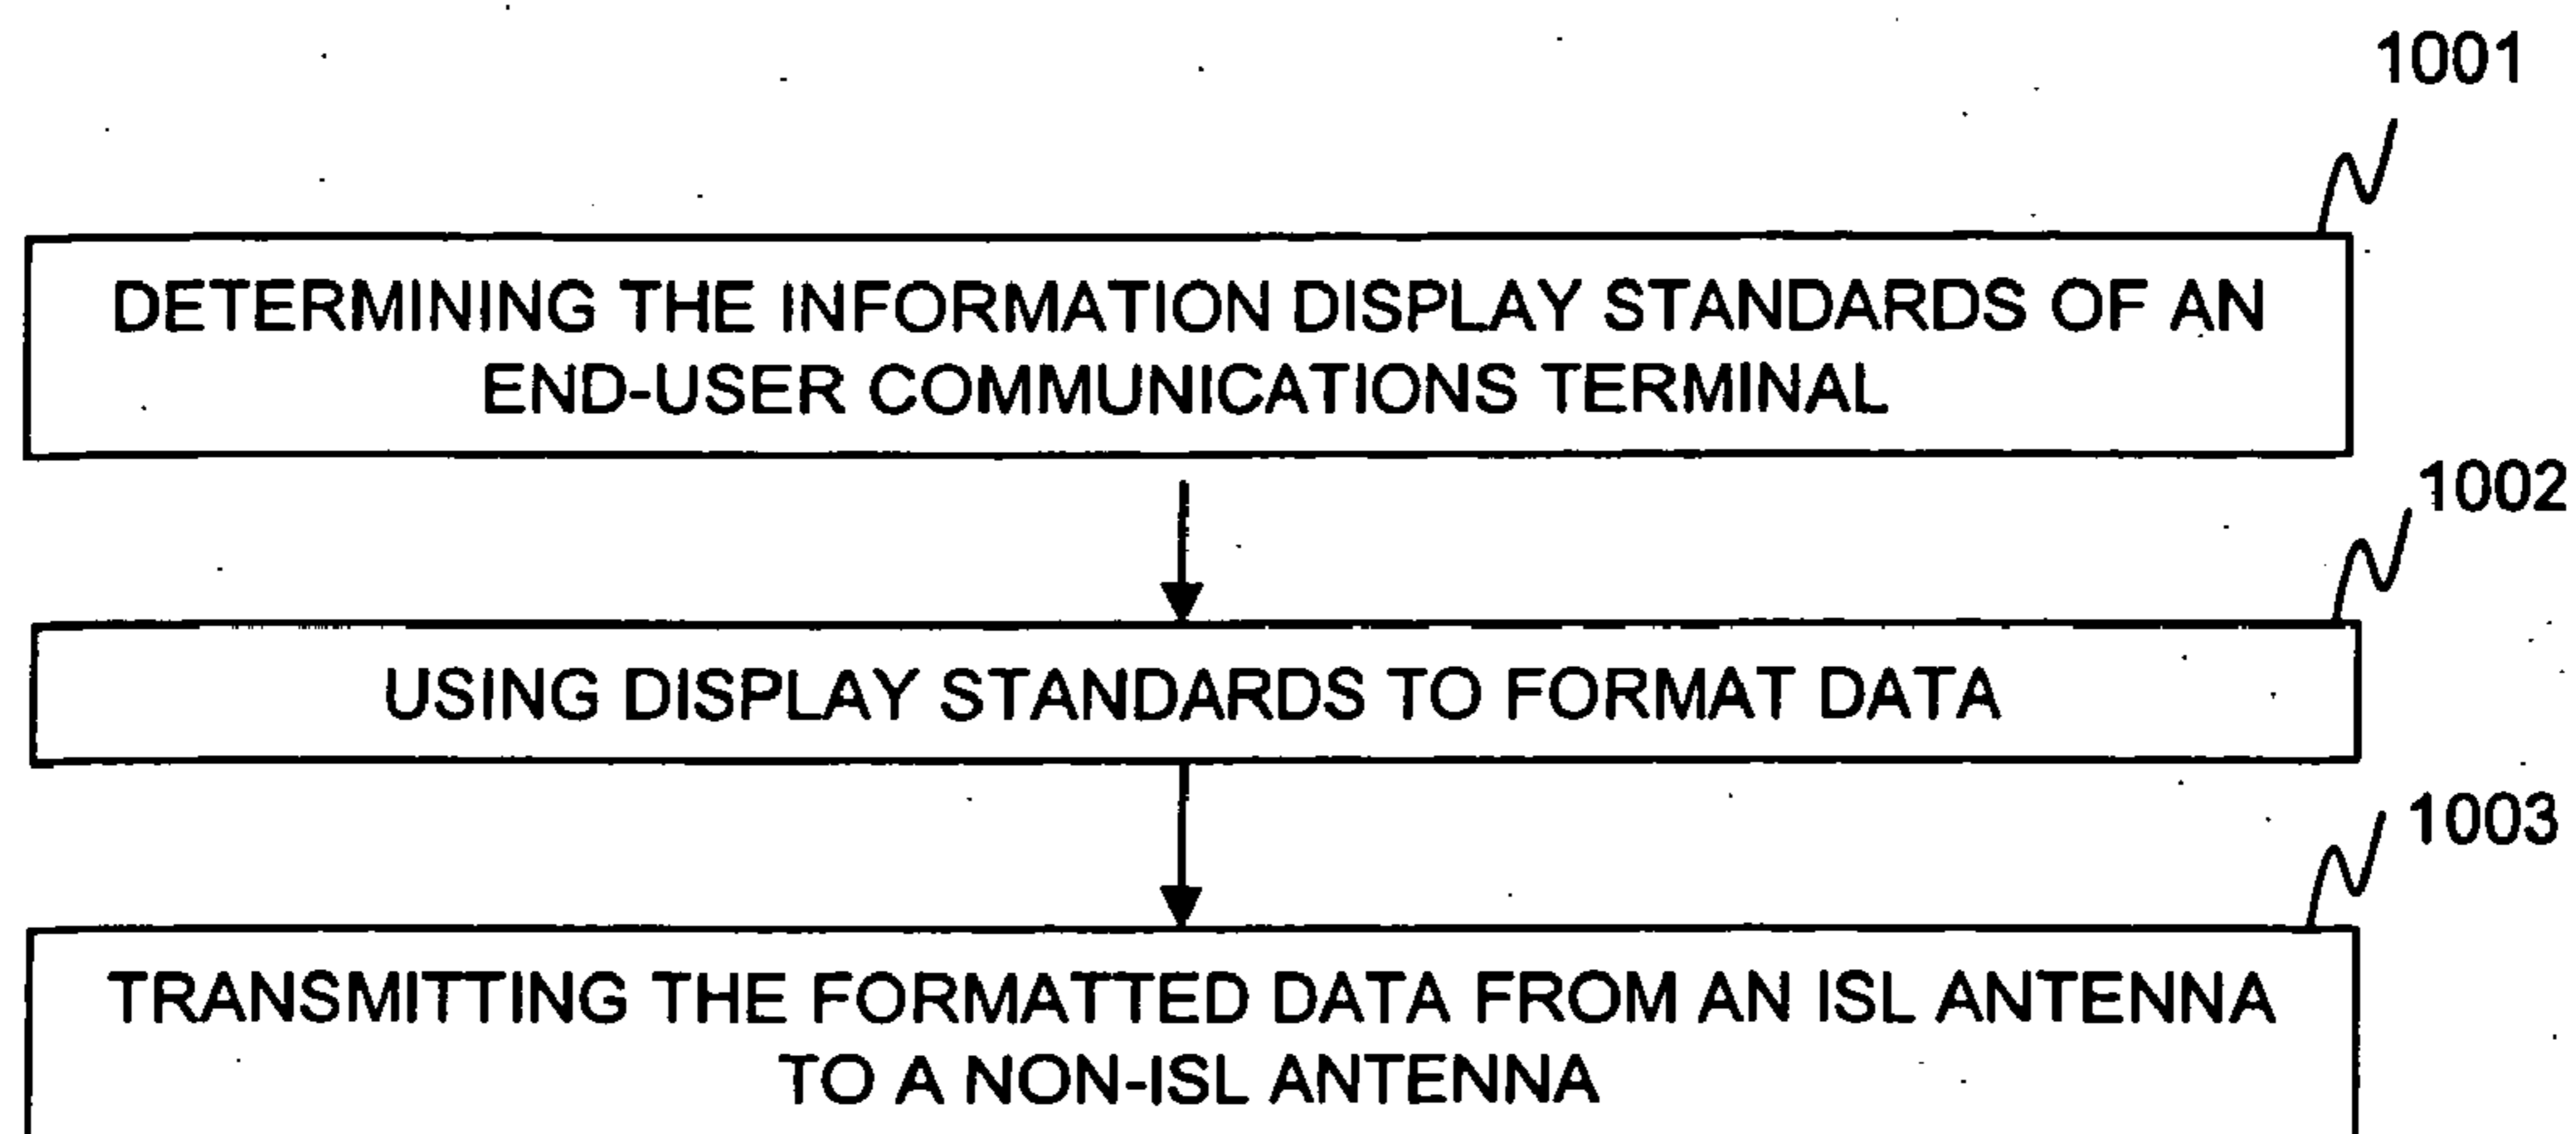 1001
DETERMINING THE INFORMATION DISPLAY STANDARDS OF AN
END-USER COMMUNICATIONS TERMINAL
1002
USING DISPLAY STANDARDS TO FORMAT DATA
1003
TRANSMITTING THE FORMATTED DATA FROM AN ISL ANTENNA
TO A NON-ISL ANTENNA